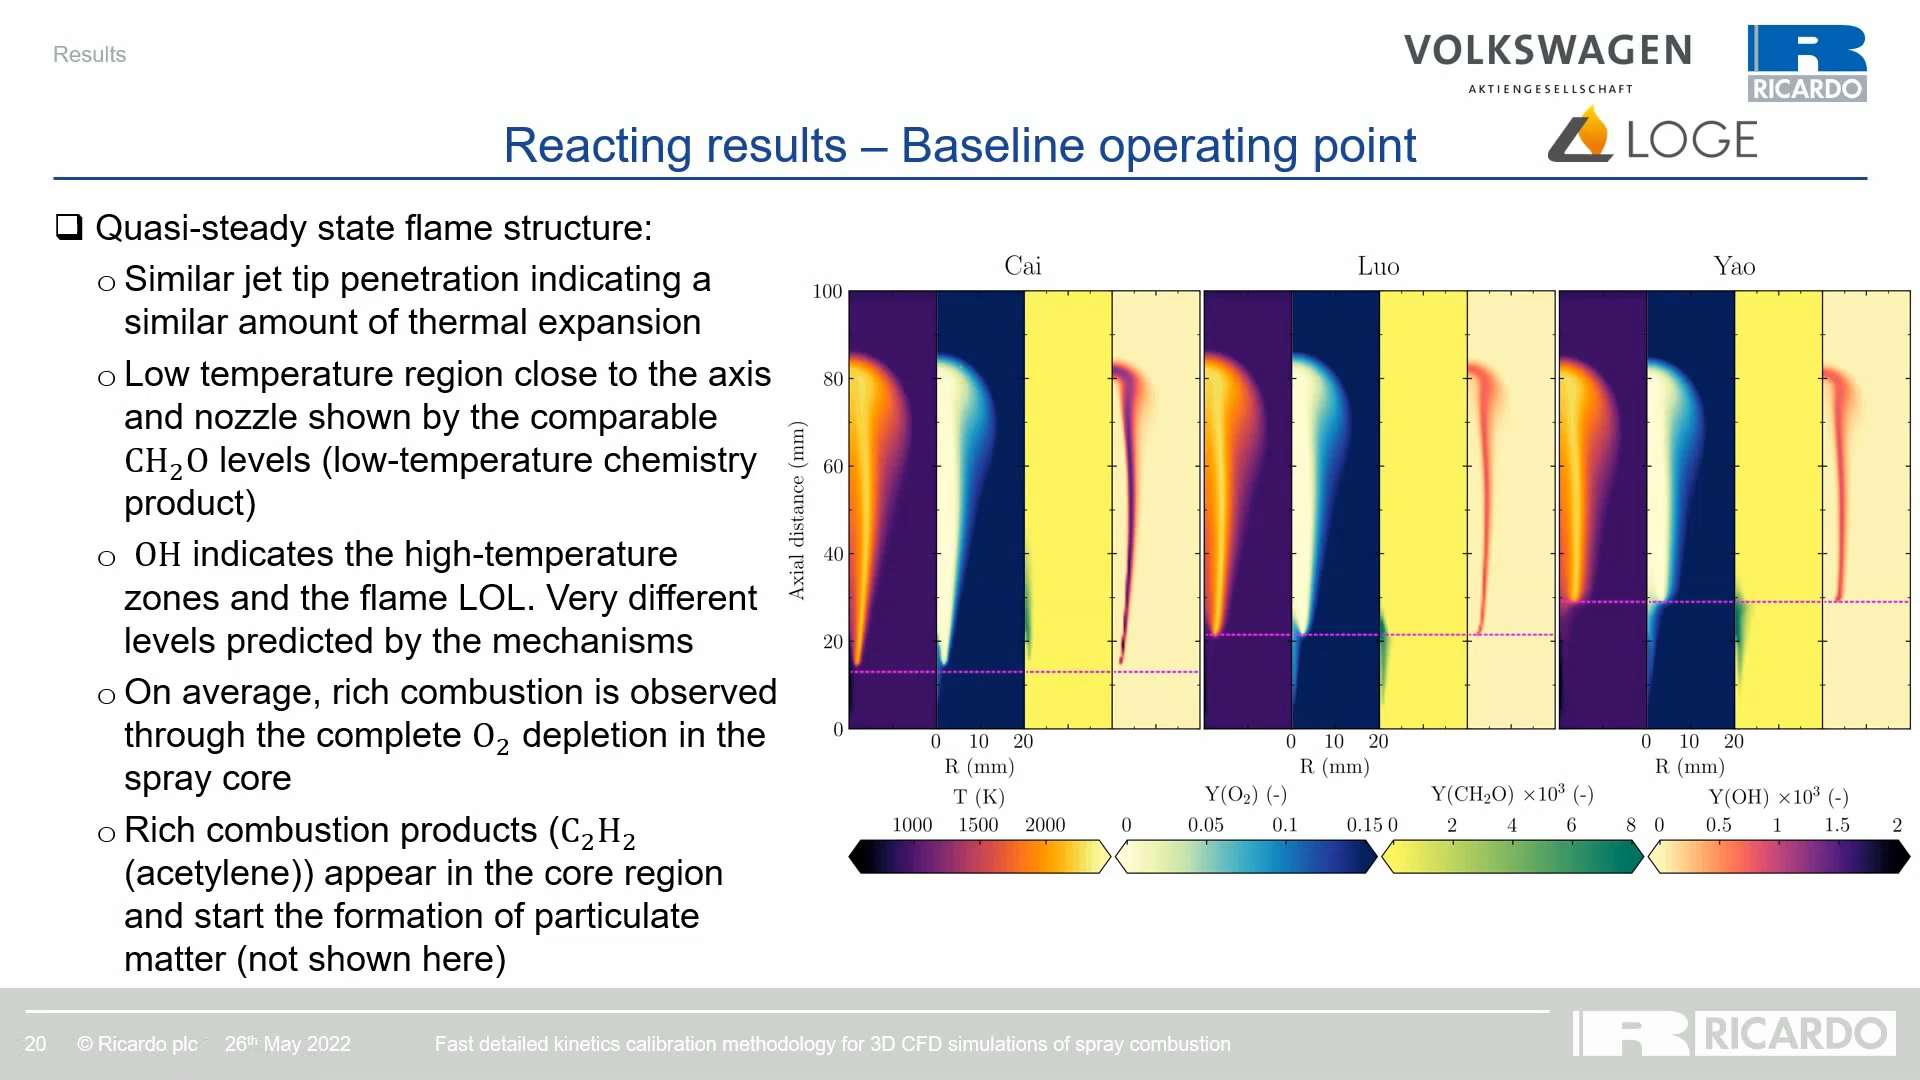 Results
VOLKSWAGEN
AKTIENGESELLSCHAFT
RICARDO
LOGE
Reacting results – Baseline operating point
❑ Quasi-steady state flame structure:
o Similar jet tip penetration indicating a
similar amount of thermal expansion
o Low temperature region close to the axis
and nozzle shown by the comparable
CH₂O levels (low-temperature chemistry
product)
o OH indicates the high-temperature
zones and the flame LOL. Very different
levels predicted by the mechanisms
o On average, rich combustion is observed
through the complete O₂ depletion in the
spray core
o Rich combustion products (C₂H₂
(acetylene)) appear in the core region
and start the formation of particulate
matter (not shown here)
Cai Luo Yao
100
80
60
40
20
0
Axial distance (mm)
0 10 20 0 10 20 0 10 20
R (mm) R (mm) R (mm)
T (K) Y(O₂) (-) Y(CH₂O) ×10³ (-) Y(OH) ×10³ (-)
1000 1500 2000 0 0.05 0.1 0.15 0 2 4 6 8 0 0.5 1 1.5 2
20 © Ricardo plc 26th May 2022 Fast detailed kinetics calibration methodology for 3D CFD simulations of spray combustion
RICARDO